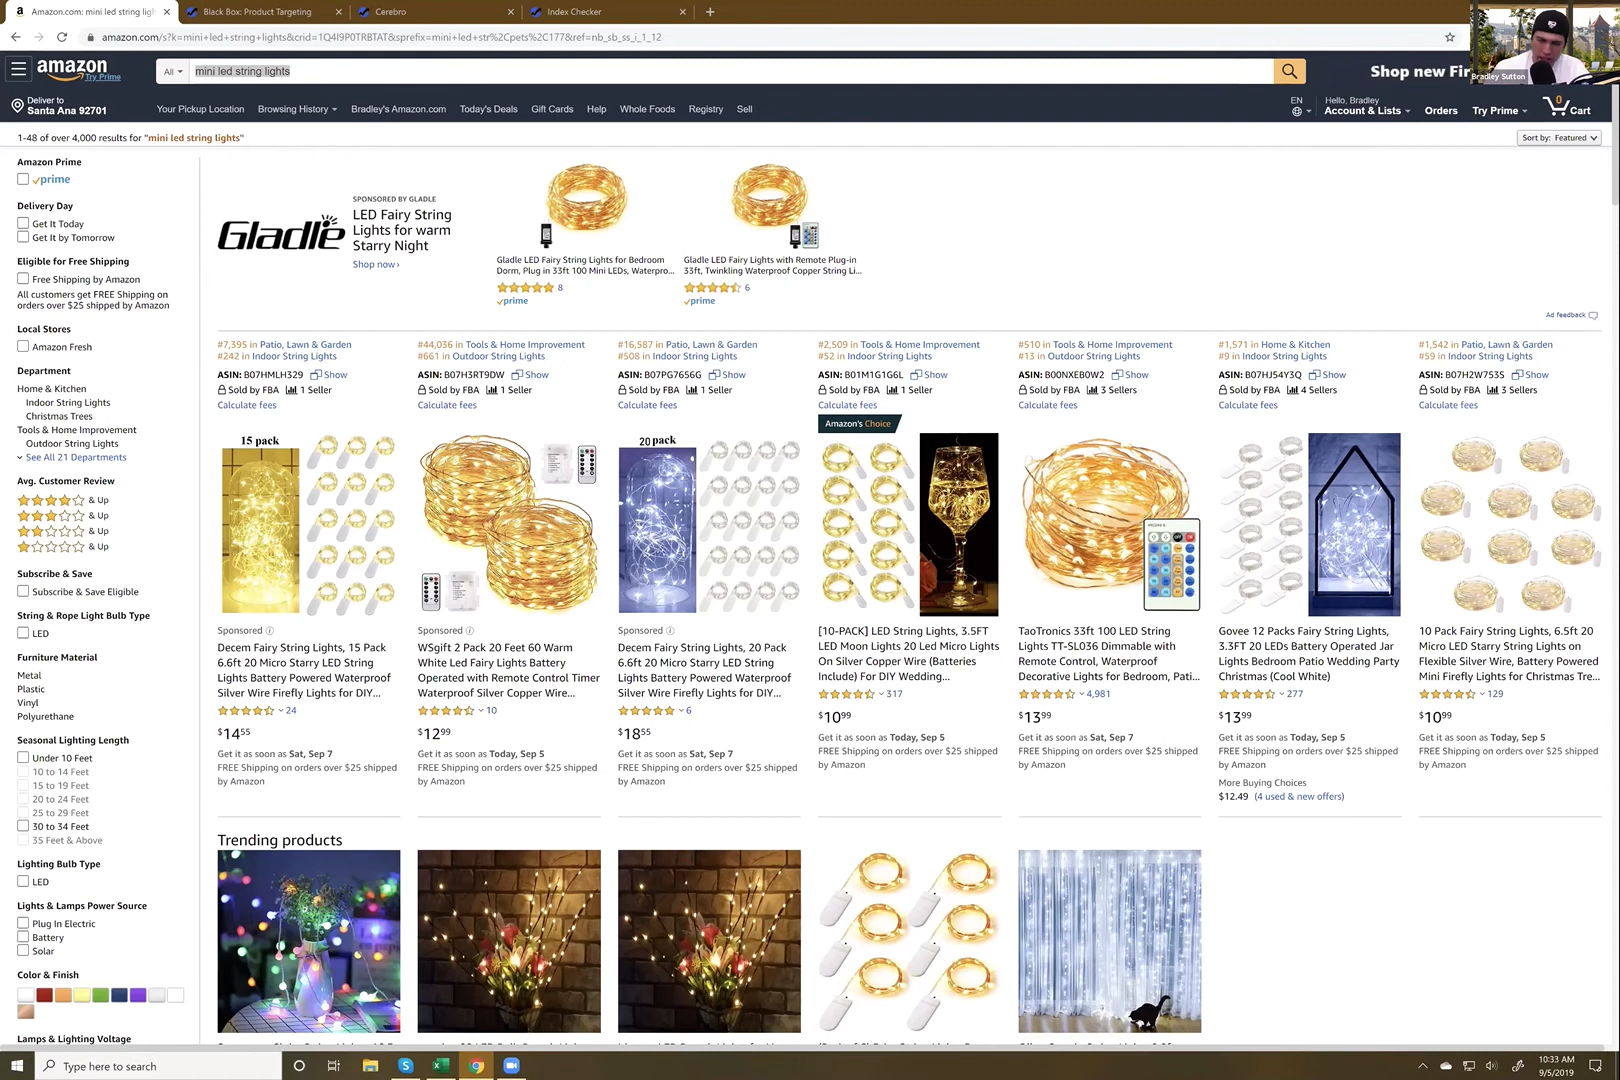 Amazon.com: mini led string ligh
Black Box: Product Targeting
Cerebro
Index Checker
amazon.com/s?k=mini+led+string+lights&crid=1Q4I9P0TRBTAT&sprefix=mini+led+str%2Cpets%2C177&ref=nb_sb_ss_i_1_12
amazon
Try Prime
All
mini led string lights
Shop new Fir
Bradley Sutton
Deliver to
Santa Ana 92701
Your Pickup Location
Browsing History
Bradley's Amazon.com
Today's Deals
Gift Cards
Help
Whole Foods
Registry
Sell
EN
Hello, Bradley
Account & Lists
Orders
Try Prime
0
Cart
1-48 of over 4,000 results for "mini led string lights"
Sort by: Featured
Amazon Prime
prime
Delivery Day
Get It Today
Get It by Tomorrow
Eligible for Free Shipping
Free Shipping by Amazon
All customers get FREE Shipping on
orders over $25 shipped by Amazon
Local Stores
Amazon Fresh
Department
Home & Kitchen
Indoor String Lights
Christmas Trees
Tools & Home Improvement
Outdoor String Lights
See All 21 Departments
Avg. Customer Review
& Up
& Up
& Up
& Up
Subscribe & Save
Subscribe & Save Eligible
String & Rope Light Bulb Type
LED
Furniture Material
Metal
Plastic
Vinyl
Polyurethane
Seasonal Lighting Length
Under 10 Feet
10 to 14 Feet
15 to 19 Feet
20 to 24 Feet
25 to 29 Feet
30 to 34 Feet
35 Feet & Above
Lighting Bulb Type
LED
Lights & Lamps Power Source
Plug In Electric
Battery
Solar
Color & Finish
Lamps & Lighting Voltage
Gladle
SPONSORED BY GLADLE
LED Fairy String
Lights for warm
Starry Night
Shop now ›
Gladle LED Fairy String Lights for Bedroom
Dorm, Plug in 33ft 100 Mini LEDs, Waterpro...
8
prime
Gladle LED Fairy Lights with Remote Plug-in
33ft, Twinkling Waterproof Copper String Li...
6
prime
Ad feedback
#7,395 in Patio, Lawn & Garden
#242 in Indoor String Lights
ASIN: B07HMLH329 Show
Sold by FBA 1 Seller
Calculate fees
15 pack
Sponsored
Decem Fairy String Lights, 15 Pack
6.6ft 20 Micro Starry LED String
Lights Battery Powered Waterproof
Silver Wire Firefly Lights for DIY...
24
$14 55
Get it as soon as Sat, Sep 7
FREE Shipping on orders over $25 shipped
by Amazon
#44,036 in Tools & Home Improvement
#661 in Outdoor String Lights
ASIN: B07H3RT9DW Show
Sold by FBA 1 Seller
Calculate fees
Sponsored
WSgift 2 Pack 20 Feet 60 Warm
White Led Fairy Lights Battery
Operated with Remote Control Timer
Waterproof Silver Copper Wire...
10
$12 99
Get it as soon as Today, Sep 5
FREE Shipping on orders over $25 shipped
by Amazon
#16,587 in Patio, Lawn & Garden
#508 in Indoor String Lights
ASIN: B07PG7656G Show
Sold by FBA 1 Seller
Calculate fees
20 pack
Sponsored
Decem Fairy String Lights, 20 Pack
6.6ft 20 Micro Starry LED String
Lights Battery Powered Waterproof
Silver Wire Firefly Lights for DIY...
6
$18 55
Get it as soon as Sat, Sep 7
FREE Shipping on orders over $25 shipped
by Amazon
#2,509 in Tools & Home Improvement
#52 in Indoor String Lights
ASIN: B01M1G1G6L Show
Sold by FBA 1 Seller
Calculate fees
Amazon's Choice
[10-PACK] LED String Lights, 3.5FT
LED Moon Lights 20 Led Micro Lights
On Silver Copper Wire (Batteries
Include) For DIY Wedding...
317
$10 99
Get it as soon as Today, Sep 5
FREE Shipping on orders over $25 shipped
by Amazon
#510 in Tools & Home Improvement
#13 in Outdoor String Lights
ASIN: B00NXEB0W2 Show
Sold by FBA 3 Sellers
Calculate fees
TaoTronics 33ft 100 LED String
Lights TT-SL036 Dimmable with
Remote Control, Waterproof
Decorative Lights for Bedroom, Pati...
4,981
$13 99
Get it as soon as Sat, Sep 7
FREE Shipping on orders over $25 shipped
by Amazon
#1,571 in Home & Kitchen
#9 in Indoor String Lights
ASIN: B07HJ54Y3Q Show
Sold by FBA 4 Sellers
Calculate fees
Govee 12 Packs Fairy String Lights,
3.3FT 20 LEDs Battery Operated Jar
Lights Bedroom Patio Wedding Party
Christmas (Cool White)
277
$13 99
Get it as soon as Today, Sep 5
FREE Shipping on orders over $25 shipped
by Amazon
More Buying Choices
$12.49 (4 used & new offers)
#1,542 in Patio, Lawn & Garden
#59 in Indoor String Lights
ASIN: B07H2W753S Show
Sold by FBA 3 Sellers
Calculate fees
10 Pack Fairy String Lights, 6.5ft 20
Micro LED Starry String Lights on
Flexible Silver Wire, Battery Powered
Mini Firefly Lights for Christmas Tre...
129
$10 99
Get it as soon as Today, Sep 5
FREE Shipping on orders over $25 shipped
by Amazon
Trending products
Type here to search
10:33 AM
9/5/2019